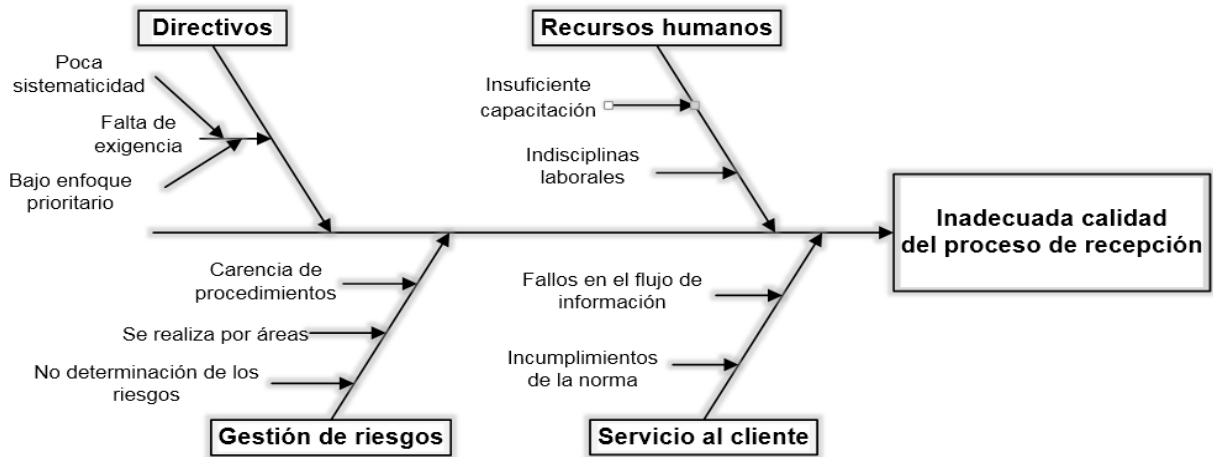 Directivos
Recursos humanos
Poca
sistematicidad
Falta de
exigencia
Bajo enfoque
prioritario
Insuficiente
capacitación
Indisciplinas
laborales
Inadecuada calidad
del proceso de recepción
Carencia de
procedimientos
Se realiza por áreas
No determinación de los
riesgos
Fallos en el flujo de
información
Incumplimientos
de la norma
Gestión de riesgos
Servicio al cliente